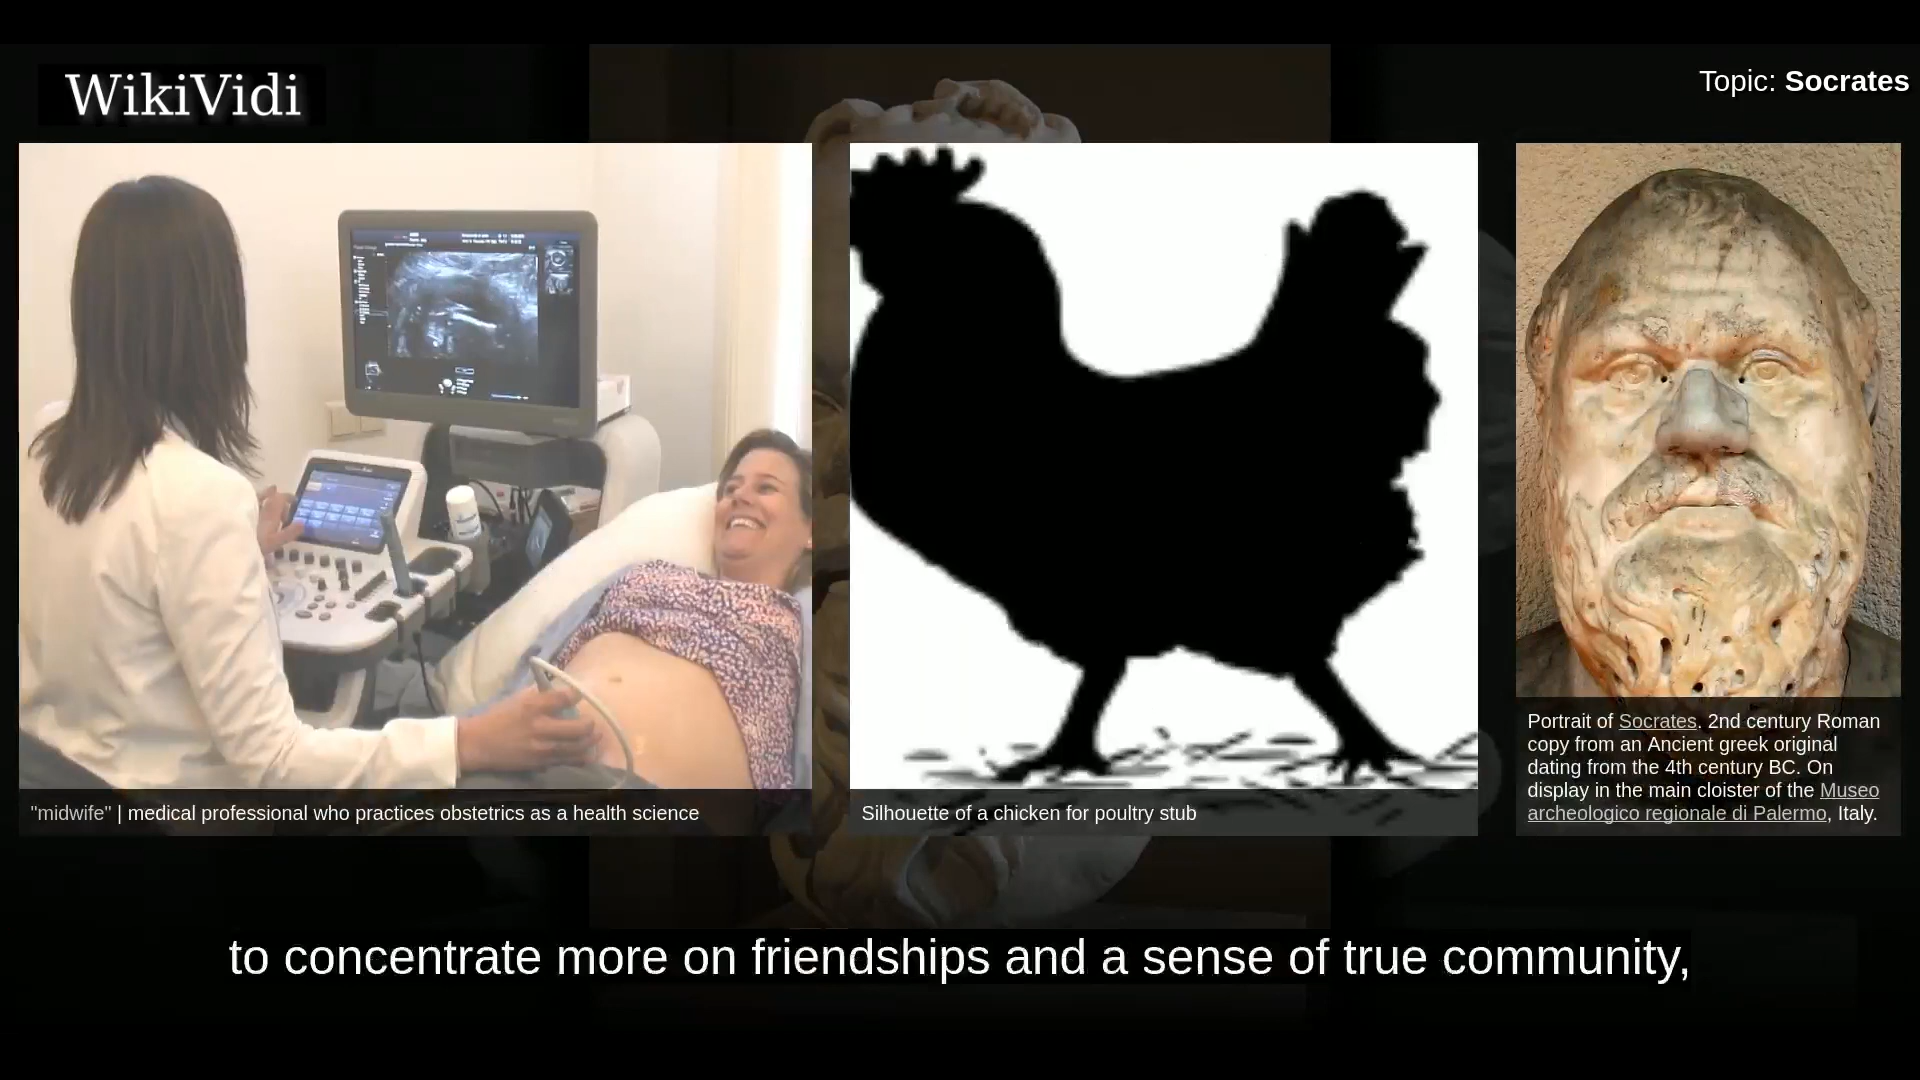 WikiVidi
Topic: Socrates
"midwife" | medical professional who practices obstetrics as a health science
Silhouette of a chicken for poultry stub
Portrait of Socrates. 2nd century Roman
copy from an Ancient greek original
dating from the 4th century BC. On
display in the main cloister of the Museo
archeologico regionale di Palermo, Italy.
to concentrate more on friendships and a sense of true community,